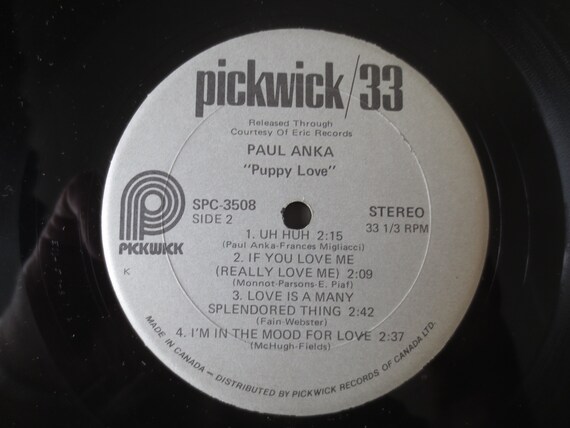 pickwick/33
Released Through
Courtesy Of Eric Records
PAUL ANKA
"Puppy Love"
PICKWICK
SPC-3508
SIDE 2
STEREO
33 1/3 RPM
K
1. UH HUH 2:15
(Paul Anka-Frances Migliacci)
2. IF YOU LOVE ME
(REALLY LOVE ME) 2:09
(Monnot-Parsons-E. Piaf)
3. LOVE IS A MANY
SPLENDORED THING 2:42
(Fain-Webster)
4. I'M IN THE MOOD FOR LOVE 2:37
(McHugh-Fields)
MADE IN CANADA - DISTRIBUTED BY PICKWICK RECORDS OF CANADA LTD.